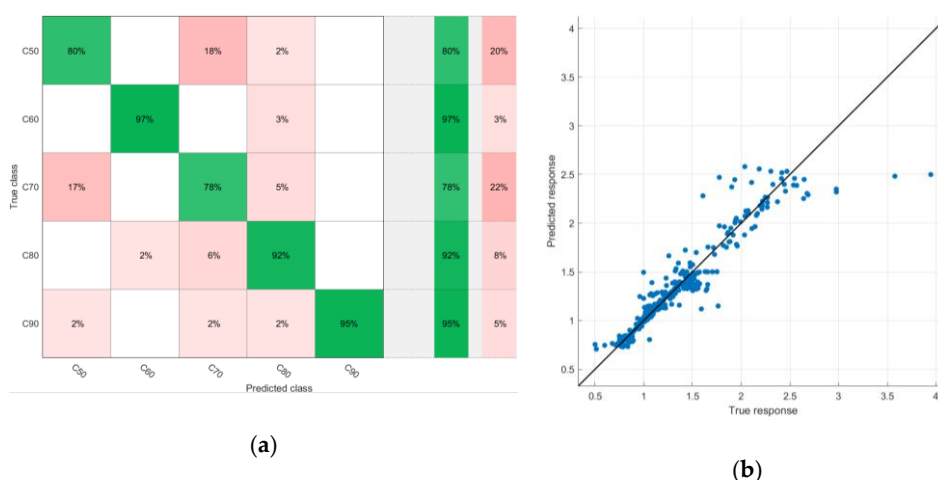 C50 80% 18% 2% 80% 20%
C60 97% 3% 97% 3%
C70 17% 78% 5% 78% 22%
C80 2% 6% 92% 92% 8%
C90 2% 2% 2% 95% 95% 5%
True class
C50 C60 C70 C80 C90
Predicted class
(a)
4
3.5
3
2.5
2
1.5
1
0.5
Predicted response
0.5 1 1.5 2 2.5 3 3.5 4
True response
(b)